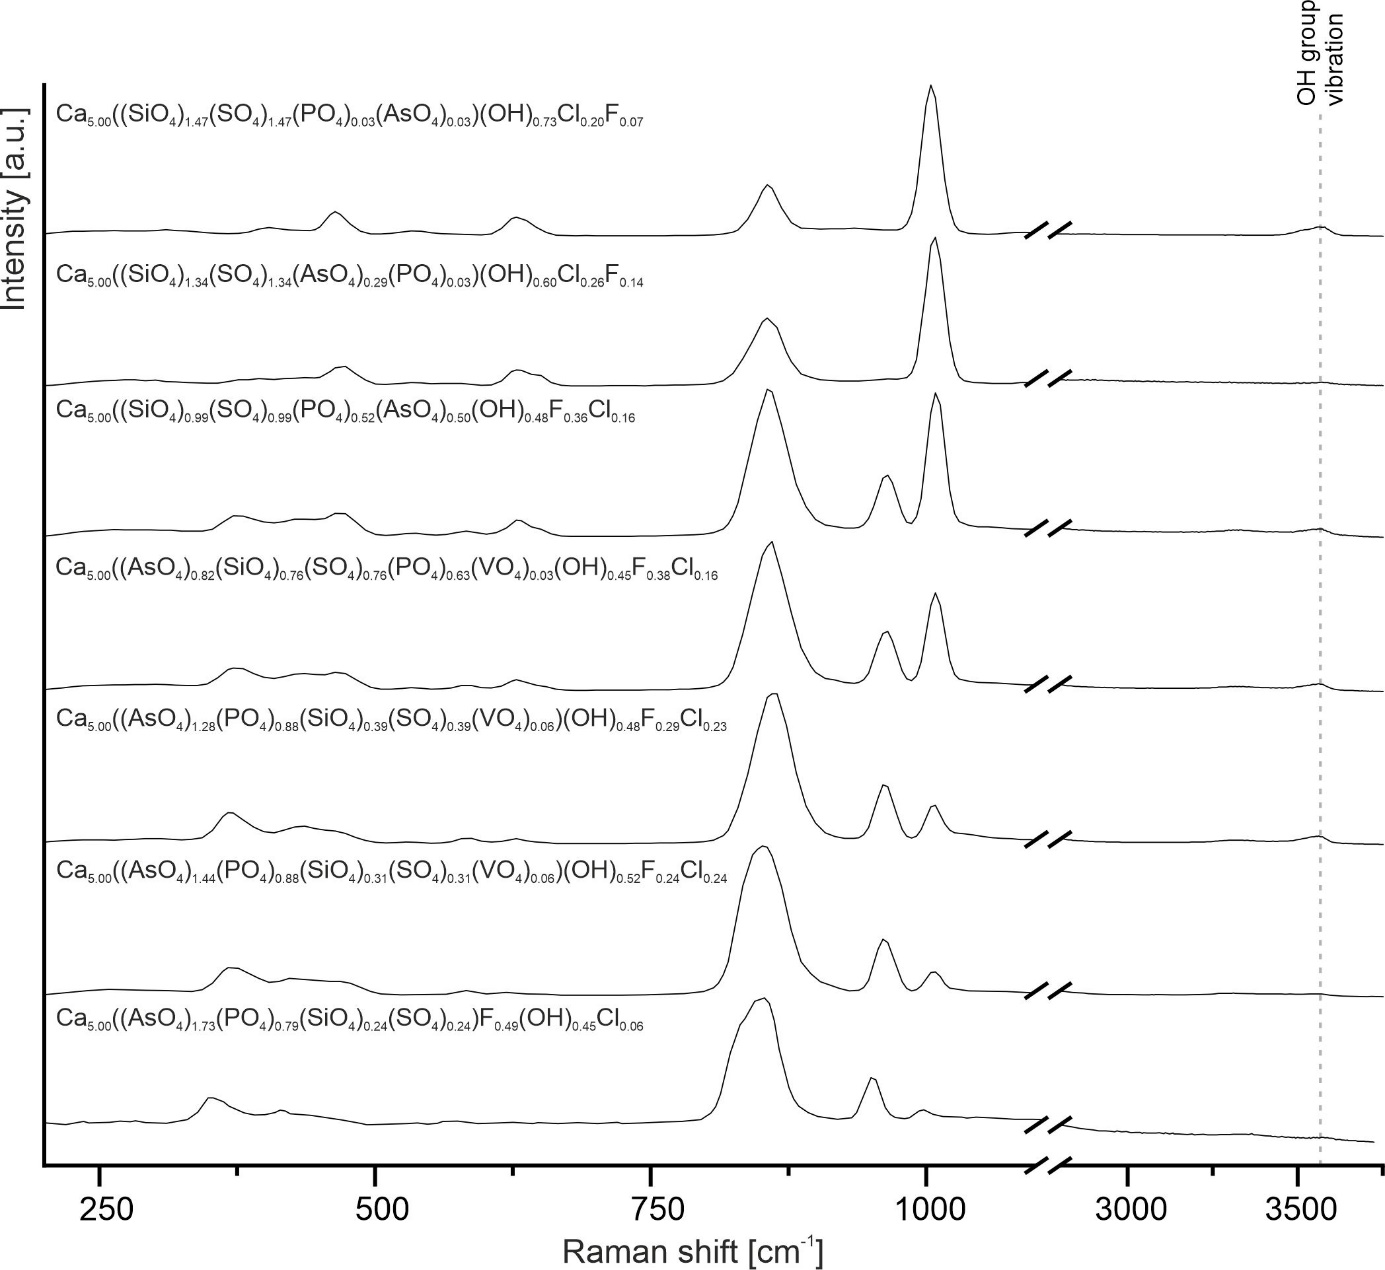 OH group
vibration
Intensity [a.u.]
Ca5.00((SiO4)1.47(SO4)1.47(PO4)0.03(AsO4)0.03)(OH)0.73Cl0.20F0.07
Ca5.00((SiO4)1.34(SO4)1.34(AsO4)0.29(PO4)0.03)(OH)0.60Cl0.26F0.14
Ca5.00((SiO4)0.99(SO4)0.99(PO4)0.52(AsO4)0.50(OH)0.48F0.36Cl0.16
Ca5.00((AsO4)0.82(SiO4)0.76(SO4)0.76(PO4)0.63(VO4)0.03(OH)0.45F0.38Cl0.16
Ca5.00((AsO4)1.28(PO4)0.88(SiO4)0.39(SO4)0.39(VO4)0.06)(OH)0.48F0.29Cl0.23
Ca5.00((AsO4)1.44(PO4)0.88(SiO4)0.31(SO4)0.31(VO4)0.06)(OH)0.52F0.24Cl0.24
Ca5.00((AsO4)1.73(PO4)0.79(SiO4)0.24(SO4)0.24)F0.49(OH)0.45Cl0.06
250 500 750 1000 3000 3500
Raman shift [cm-1]